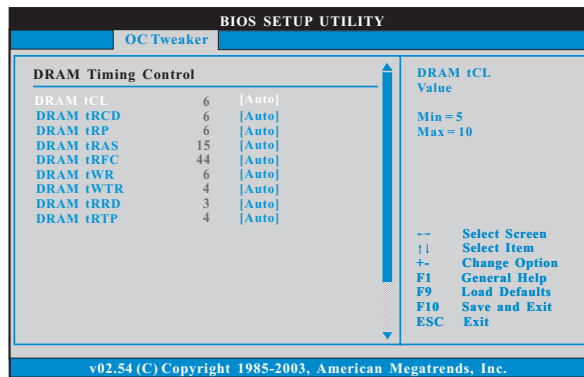 BIOS SETUP UTILITY
OC Tweaker
DRAM Timing Control
DRAM tCL 6 [Auto]
DRAM tRCD 6 [Auto]
DRAM tRP 6 [Auto]
DRAM tRAS 15 [Auto]
DRAM tRFC 44 [Auto]
DRAM tWR 6 [Auto]
DRAM tWTR 4 [Auto]
DRAM tRRD 3 [Auto]
DRAM tRTP 4 [Auto]
DRAM tCL
Value
Min = 5
Max = 10
←→ Select Screen
↑↓ Select Item
+- Change Option
F1 General Help
F9 Load Defaults
F10 Save and Exit
ESC Exit
v02.54 (C) Copyright 1985-2003, American Megatrends, Inc.